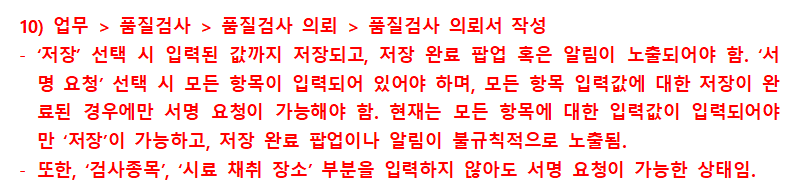 10) 업무 > 품질검사 > 품질검사 의뢰 > 품질검사 의뢰서 작성
- ‘저장’ 선택 시 입력된 값까지 저장되고, 저장 완료 팝업 혹은 알림이 노출되어야 함. ‘서
명 요청’ 선택 시 모든 항목이 입력되어 있어야 하며, 모든 항목 입력값에 대한 저장이 완
료된 경우에만 서명 요청이 가능해야 함. 현재는 모든 항목에 대한 입력값이 입력되어야
만 ‘저장’이 가능하고, 저장 완료 팝업이나 알림이 불규칙적으로 노출됨.
- 또한, ‘검사종목’, ‘시료 채취 장소’ 부분을 입력하지 않아도 서명 요청이 가능한 상태임.